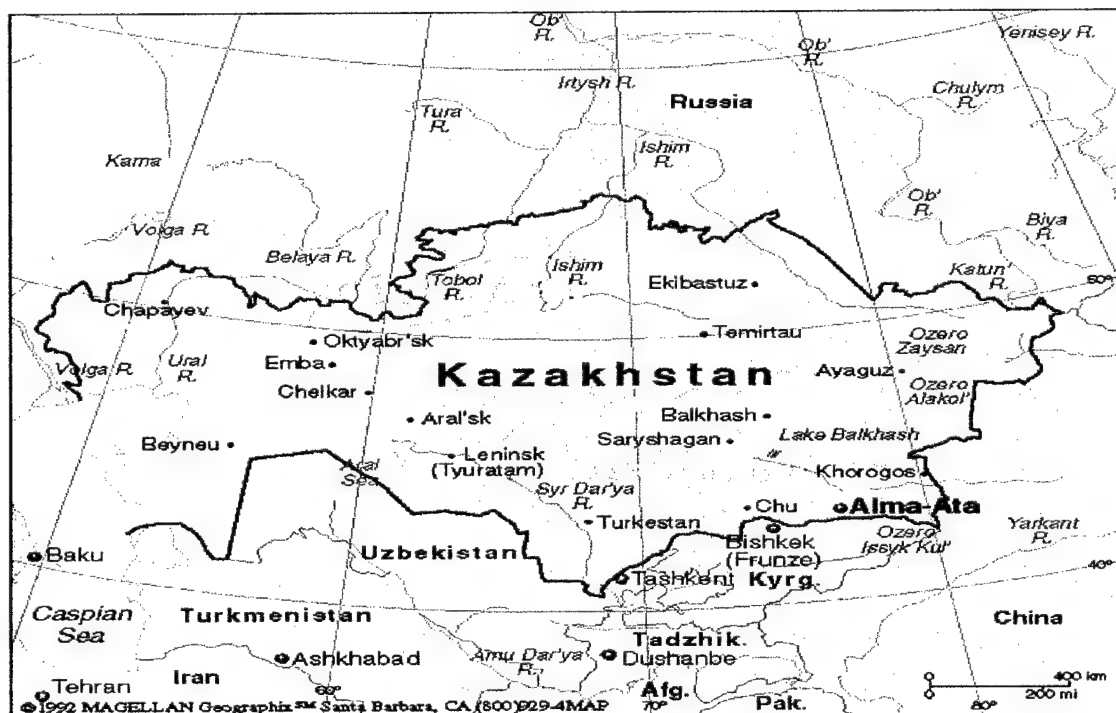 Ob'
R.
Ob'
R.
Yenisey R.
Irtysh R.
Tura
R.
Russia
Chulym
R.
Kama
Ishim
R.
Ob'
R.
Biya
R.
Volga R.
Belaya R.
Tobol
R.
Ishim
R.
Ekibastuz
Katun'
R.
50°
Chapayev
Oktyabr'sk
Temirtau
Ozero
Zaysan
Volga R.
Ural
R.
Emba
Kazakhstan
Ayaguz
Ozero
Alakol'
Chelkar
Aral'sk
Balkhash
Beyneu
Saryshagan
Lake Balkhash
Aral
Sea
Leninsk
(Tyuratam)
Khorogos
Syr Dar'ya
R.
Chu
Alma-Ata
Turkestan
Bishkek
(Frunze)
Ozero
Issyk Kul'
Yarkant
R.
Baku
Uzbekistan
Tashkent
Kyrg.
40°
Caspian
Sea
Turkmenistan
China
Tadzhik.
Ashkhabad
Amu Dar'ya
R.
Dushanbe
Iran
Afg.
Pak.
0 400 km
0 200 mi
Tehran
60°
70°
80°
©1992 MAGELLAN Geographix℠ Santa Barbara, CA (800)929-4MAP